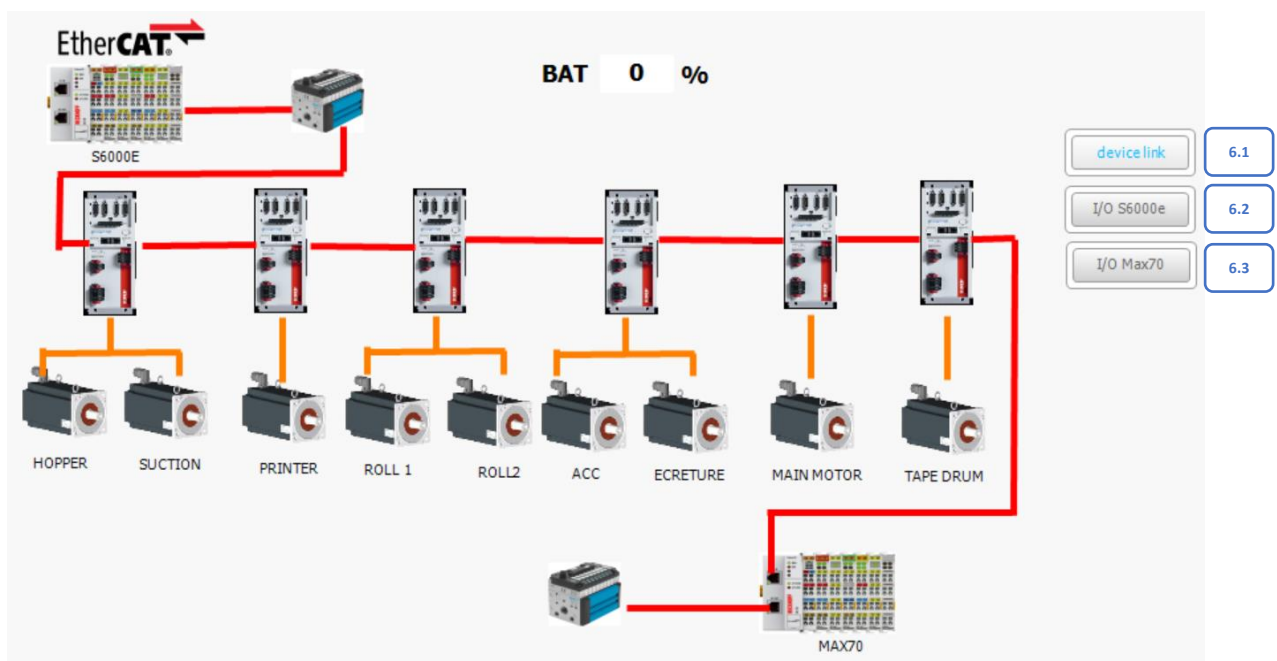 EtherCAT®
BAT 0 %
S6000E
device link
6.1
I/O S6000e
6.2
I/O Max70
6.3
HOPPER
SUCTION
PRINTER
ROLL 1
ROLL2
ACC
ECRETURE
MAIN MOTOR
TAPE DRUM
MAX70